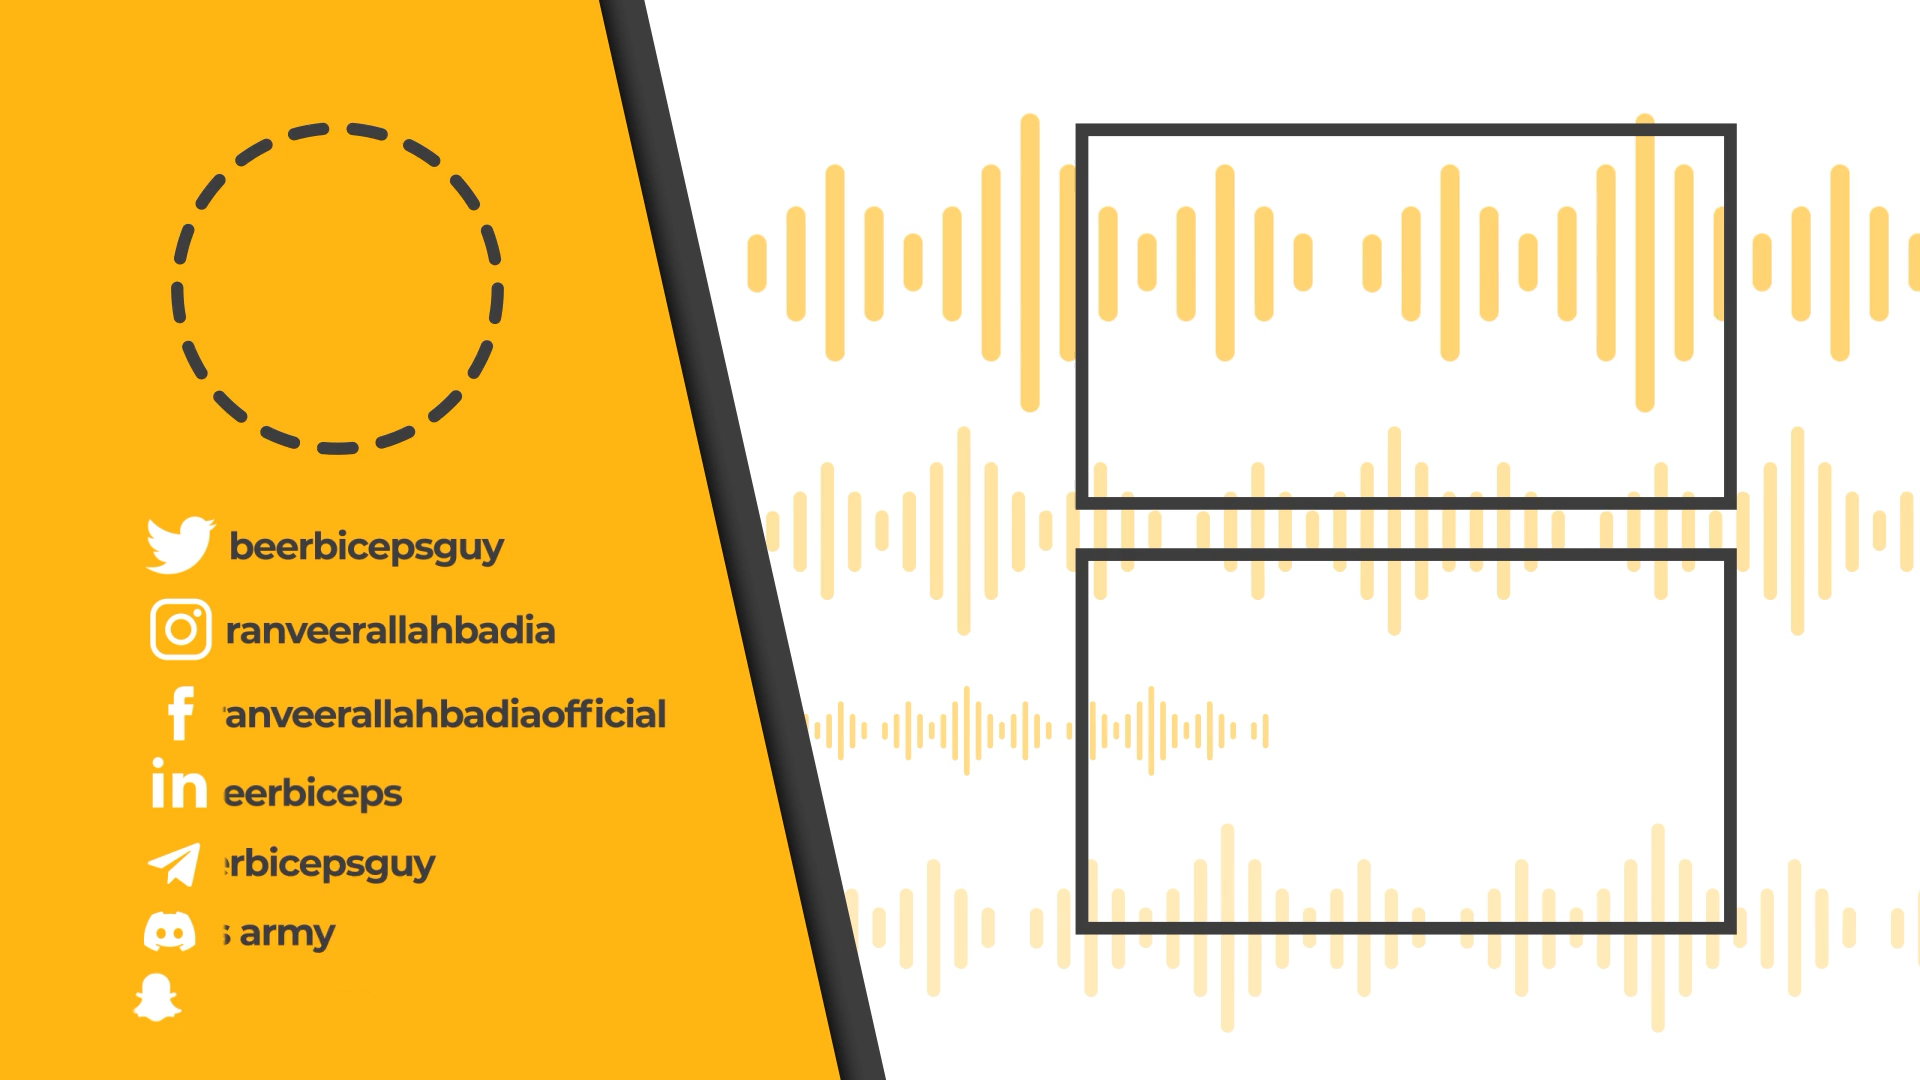 beerbicepsguy
ranveerallahbadia
anveerallahbadiaofficial
eerbiceps
rbicepsguy
s army